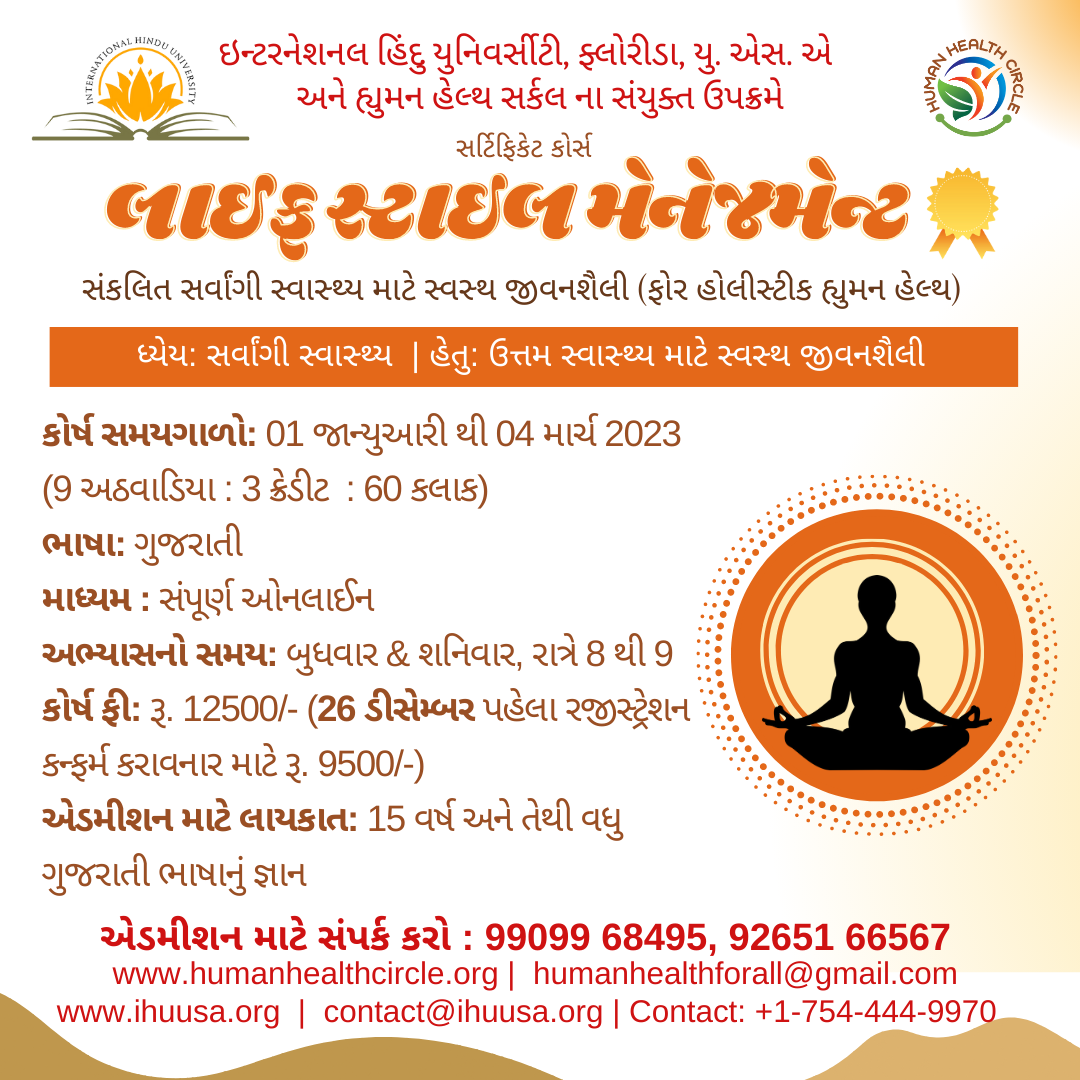 INTERNATIONAL HINDU UNIVERSITY
ઇન્ટરનેશનલ હિંદુ યુનિવર્સીટી, ફ્લોરીડા, યુ. એસ. એ
અને હ્યુમન હેલ્થ સર્કલ ના સંયુક્ત ઉપક્રમે
HUMAN HEALTH CIRCLE
સર્ટિફિકેટ કોર્સ
લાઇફ સ્ટાઇલ મેનેજમેન્ટ
સંકલિત સર્વાંગી સ્વાસ્થ્ય માટે સ્વસ્થ જીવનશૈલી (ફોર હોલીસ્ટીક હ્યુમન હેલ્થ)
ધ્યેય: સર્વાંગી સ્વાસ્થ્ય | હેતુ: ઉત્તમ સ્વાસ્થ્ય માટે સ્વસ્થ જીવનશૈલી
કોર્ષ સમયગાળો: 01 જાન્યુઆરી થી 04 માર્ચ 2023
(9 અઠવાડિયા : 3 ક્રેડીટ : 60 કલાક)
ભાષા: ગુજરાતી
માધ્યમ : સંપૂર્ણ ઓનલાઈન
અભ્યાસનો સમય: બુધવાર & શનિવાર, રાત્રે 8 થી 9
કોર્ષ ફી: રૂ. 12500/- (26 ડીસેમ્બર પહેલા રજીસ્ટ્રેશન
કન્ફર્મ કરાવનાર માટે રૂ. 9500/-)
એડમીશન માટે લાયકાત: 15 વર્ષ અને તેથી વધુ
ગુજરાતી ભાષાનું જ્ઞાન
એડમીશન માટે સંપર્ક કરો : 99099 68495, 92651 66567
www.humanhealthcircle.org | humanhealthforall@gmail.com
www.ihuusa.org | contact@ihuusa.org | Contact: +1-754-444-9970